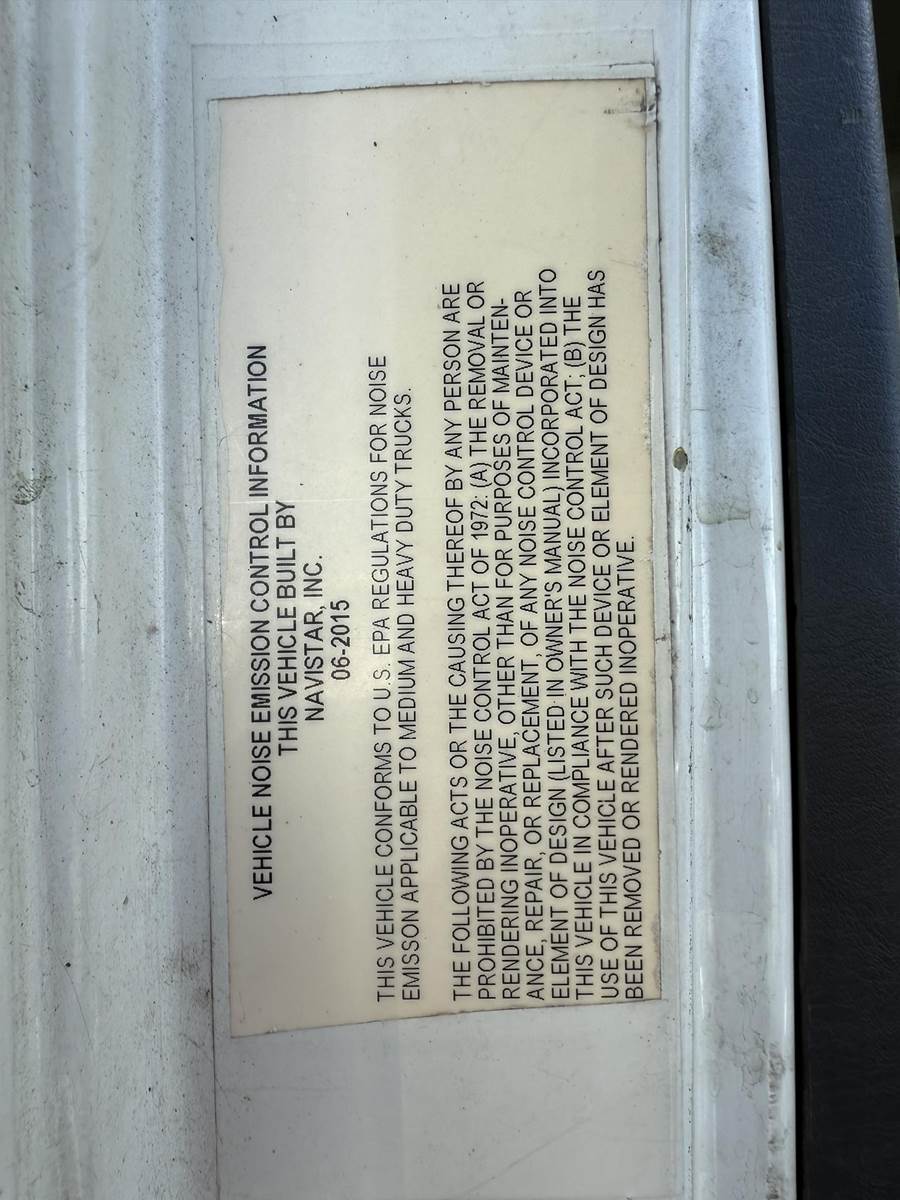 VEHICLE NOISE EMISSION CONTROL INFORMATION
THIS VEHICLE BUILT BY
NAVISTAR, INC.
06-2015
THIS VEHICLE CONFORMS TO U.S. EPA REGULATIONS FOR NOISE
EMISSON APPLICABLE TO MEDIUM AND HEAVY DUTY TRUCKS.
THE FOLLOWING ACTS OR THE CAUSING THEREOF BY ANY PERSON ARE
PROHIBITED BY THE NOISE CONTROL ACT OF 1972: (A) THE REMOVAL OR
RENDERING INOPERATIVE, OTHER THAN FOR PURPOSES OF MAINTEN-
ANCE, REPAIR, OR REPLACEMENT, OF ANY NOISE CONTROL DEVICE OR
ELEMENT OF DESIGN (LISTED IN OWNER'S MANUAL) INCORPORATED INTO
THIS VEHICLE IN COMPLIANCE WITH THE NOISE CONTROL ACT; (B) THE
USE OF THIS VEHICLE AFTER SUCH DEVICE OR ELEMENT OF DESIGN HAS
BEEN REMOVED OR RENDERED INOPERATIVE.